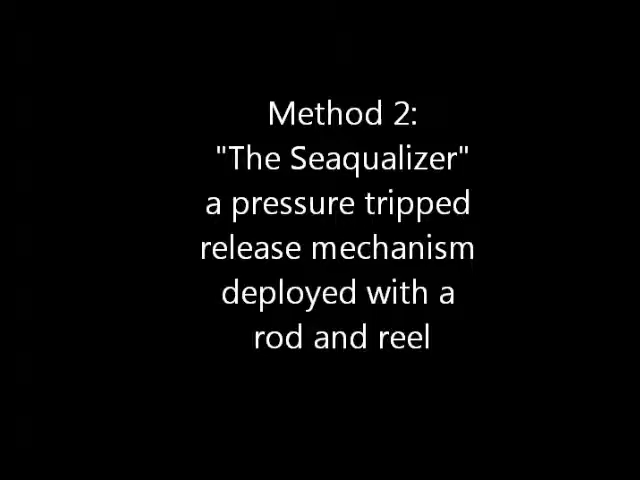 Method 2:
"The Seaqualizer"
a pressure tripped
release mechanism
deployed with a
rod and reel